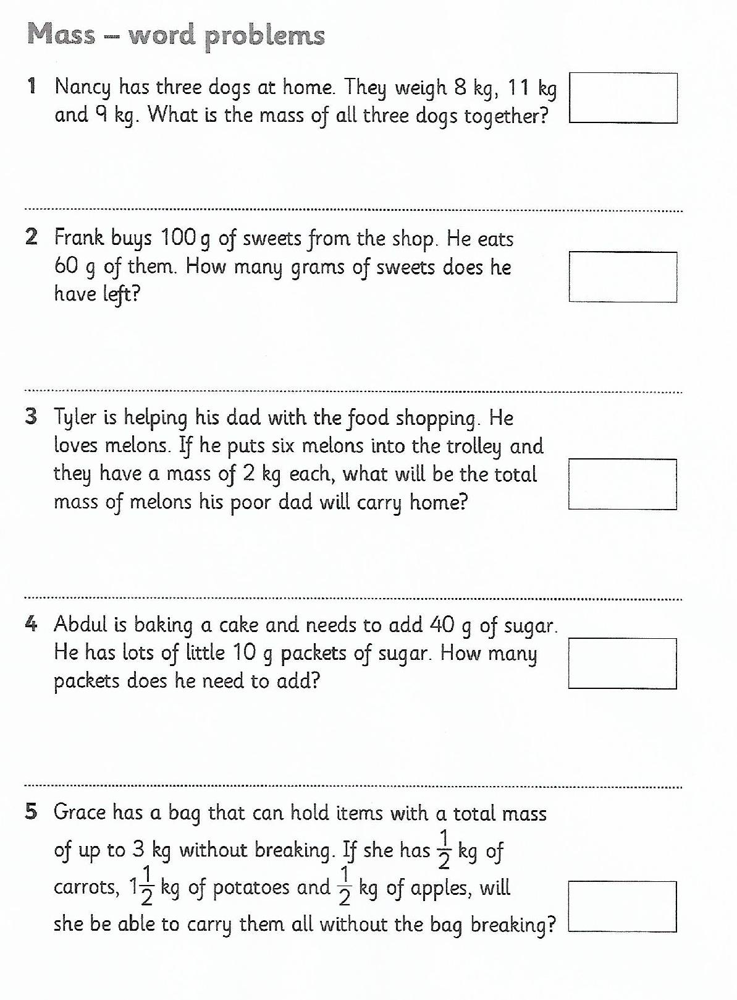 Mass – word problems
1 Nancy has three dogs at home. They weigh 8 kg, 11 kg
and 9 kg. What is the mass of all three dogs together?
2 Frank buys 100 g of sweets from the shop. He eats
60 g of them. How many grams of sweets does he
have left?
3 Tyler is helping his dad with the food shopping. He
loves melons. If he puts six melons into the trolley and
they have a mass of 2 kg each, what will be the total
mass of melons his poor dad will carry home?
4 Abdul is baking a cake and needs to add 40 g of sugar.
He has lots of little 10 g packets of sugar. How many
packets does he need to add?
5 Grace has a bag that can hold items with a total mass
of up to 3 kg without breaking. If she has 1/2 kg of
carrots, 1 1/2 kg of potatoes and 1/2 kg of apples, will
she be able to carry them all without the bag breaking?